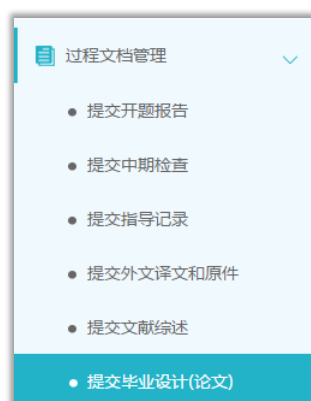 过程文档管理
提交开题报告
提交中期检查
提交指导记录
提交外文译文和原件
提交文献综述
提交毕业设计(论文)